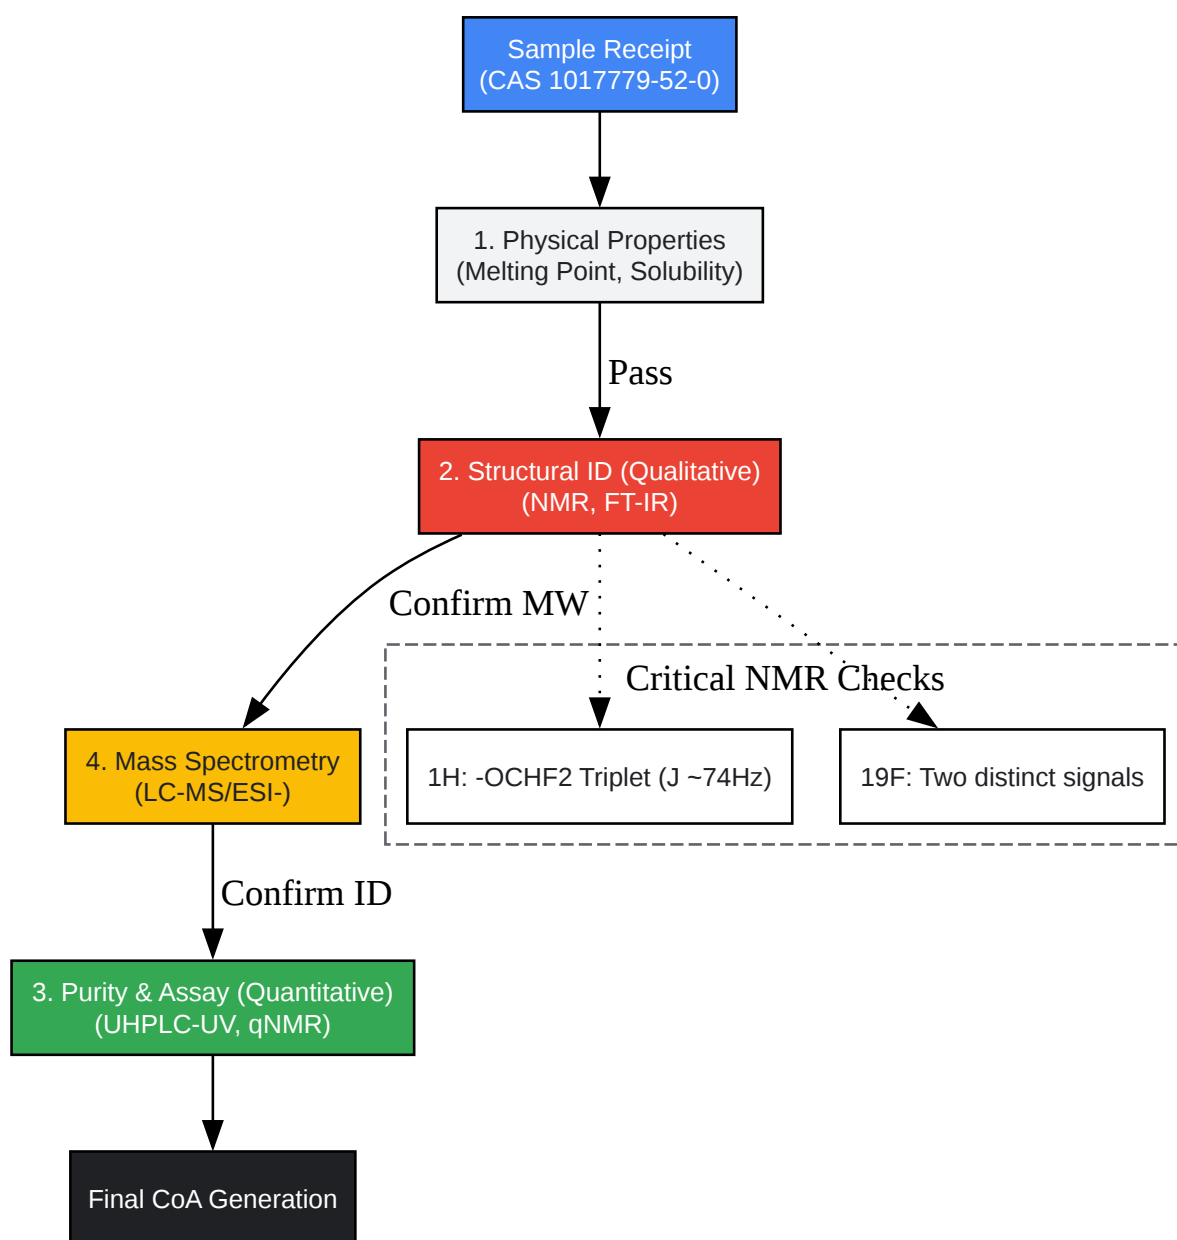 Sample Receipt
(CAS 1017779-52-0)
1. Physical Properties
(Melting Point, Solubility)
Pass
2. Structural ID (Qualitative)
(NMR, FT-IR)
Confirm MW
Critical NMR Checks
4. Mass Spectrometry
(LC-MS/ESI-)
1H: -OCHF2 Triplet (J ~74Hz)
19F: Two distinct signals
Confirm ID
3. Purity & Assay (Quantitative)
(UHPLC-UV, qNMR)
Final CoA Generation